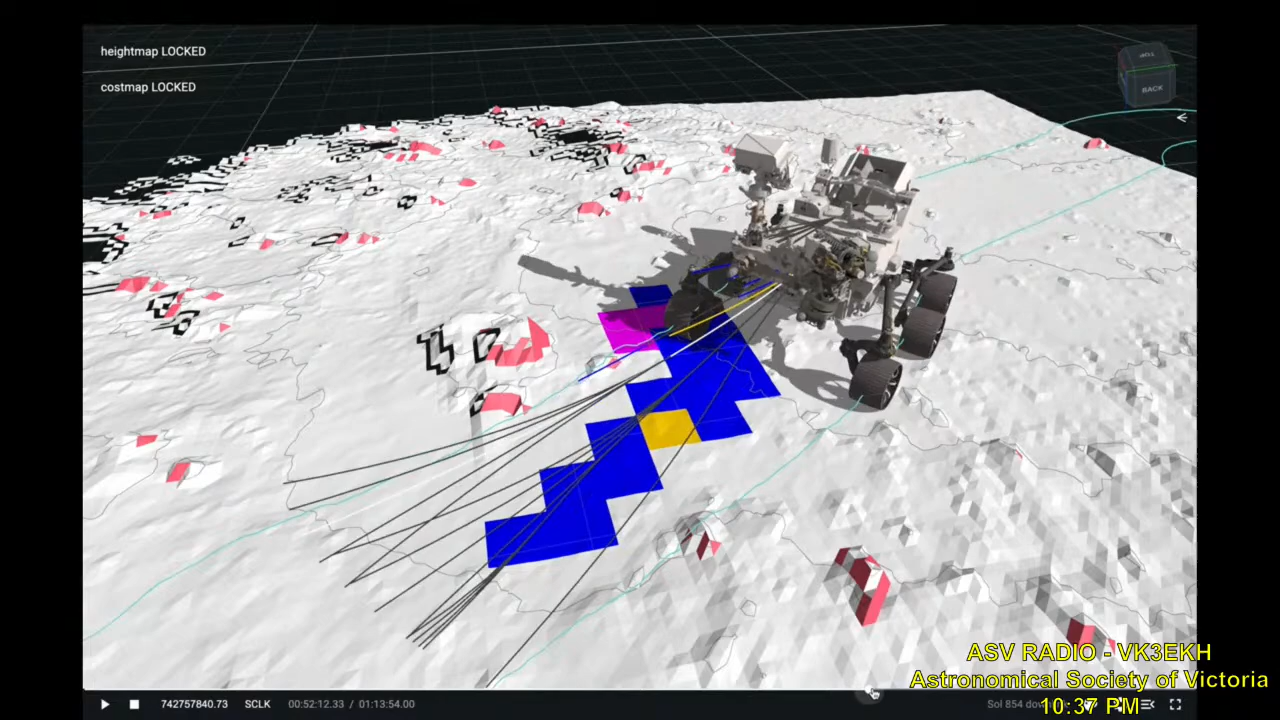 heightmap LOCKED
costmap LOCKED
BACK
742757840.73 SCLK 00:52:12.33 / 01:13:54.00
Sol 854
ASV RADIO - VK3EKH
Astronomical Society of Victoria
10:37 PM